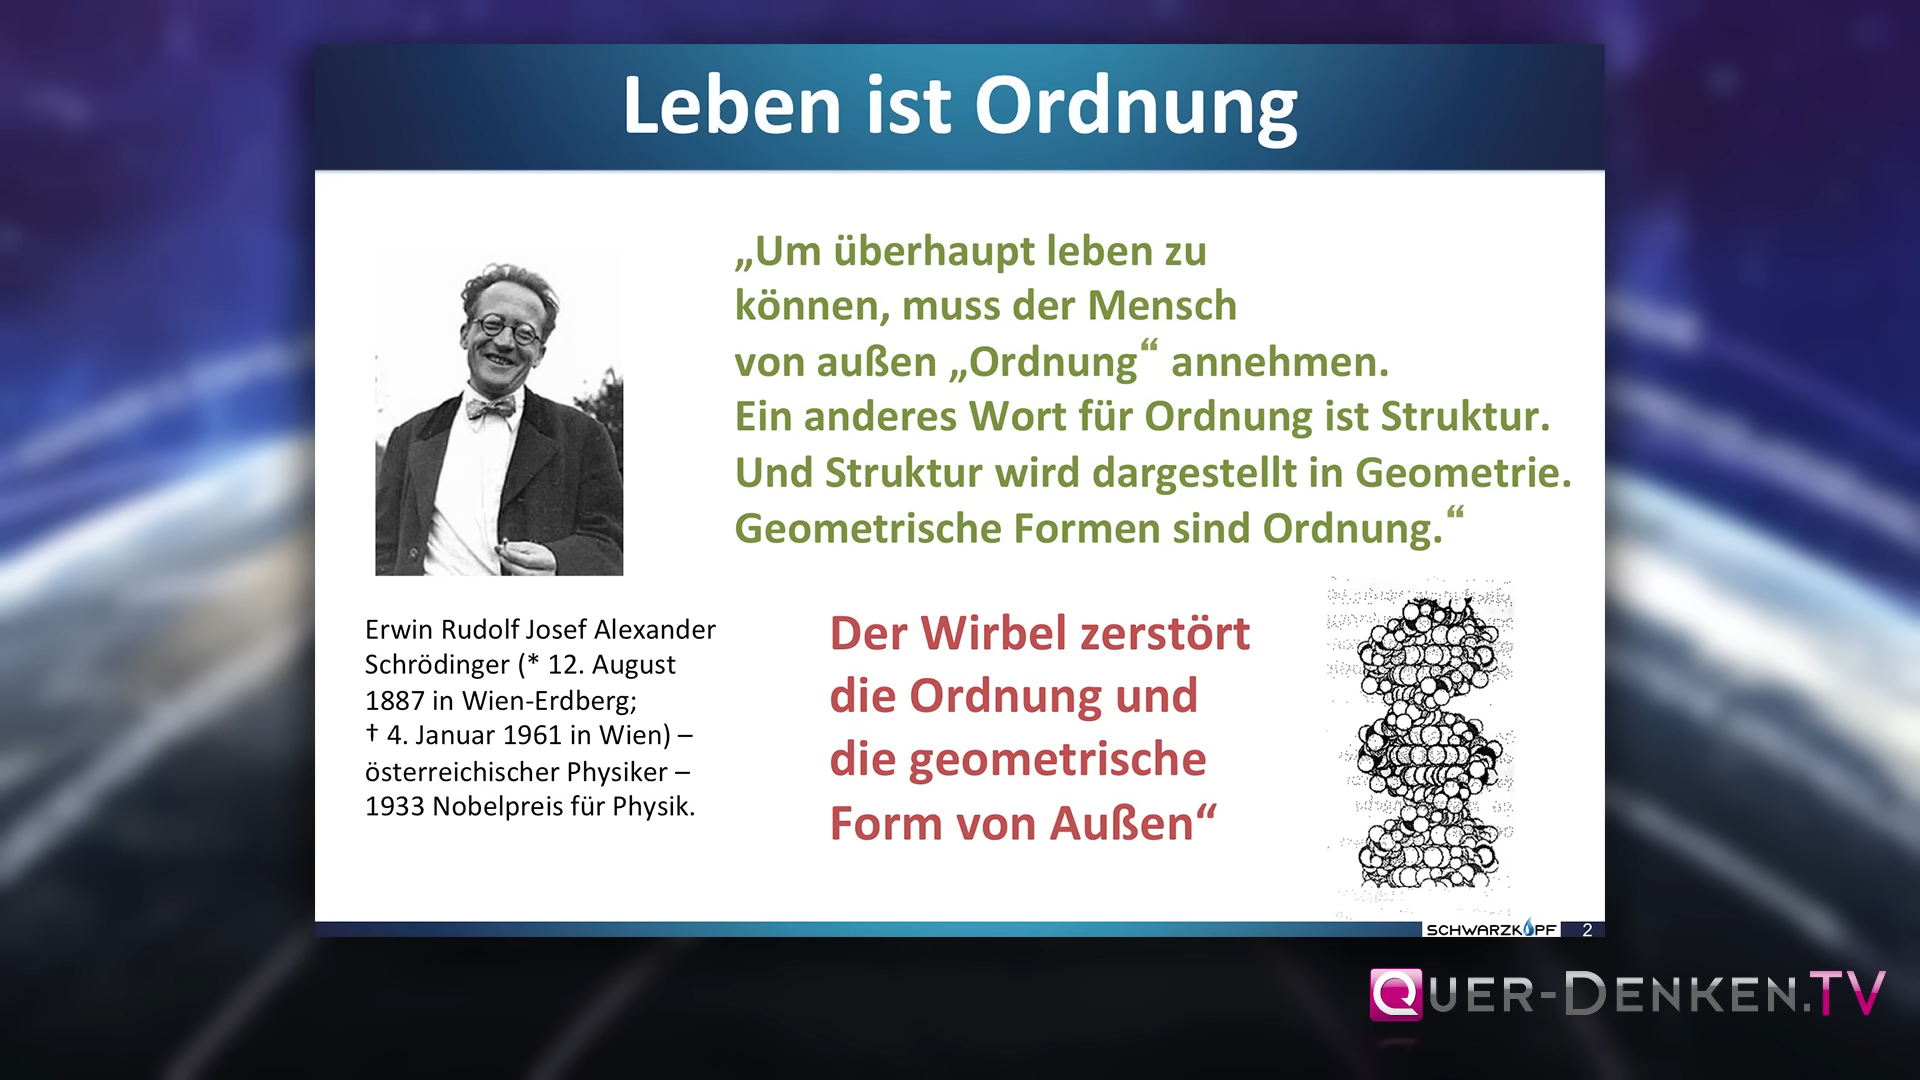 Leben ist Ordnung
„Um überhaupt leben zu
können, muss der Mensch
von außen „Ordnung“ annehmen.
Ein anderes Wort für Ordnung ist Struktur.
Und Struktur wird dargestellt in Geometrie.
Geometrische Formen sind Ordnung.“
Erwin Rudolf Josef Alexander
Schrödinger (* 12. August
1887 in Wien-Erdberg;
† 4. Januar 1961 in Wien) –
österreichischer Physiker –
1933 Nobelpreis für Physik.
Der Wirbel zerstört
die Ordnung und
die geometrische
Form von Außen“
SCHWARZKOPF 2
QUER-DENKEN.TV